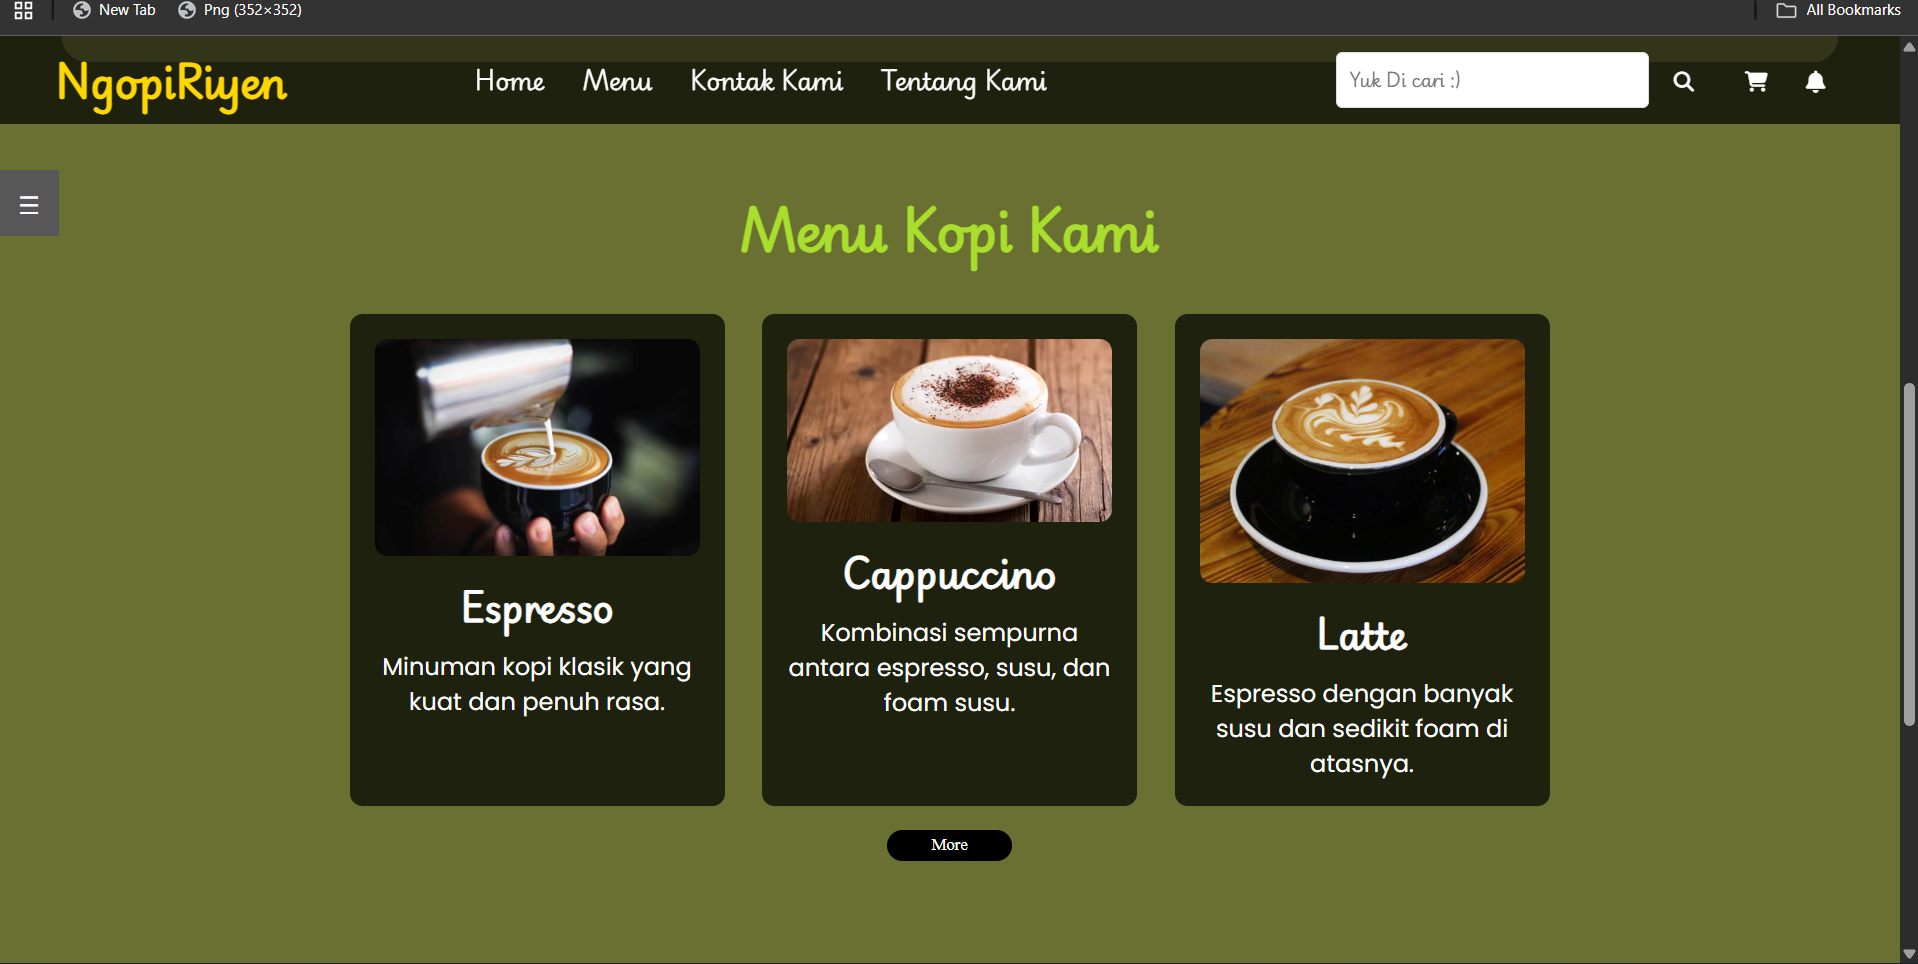 New Tab
Png (352×352)
All Bookmarks
NgopiRiyen
Home
Menu
Kontak Kami
Tentang Kami
Yuk Di cari :)
Menu Kopi Kami
Espresso
Minuman kopi klasik yang
kuat dan penuh rasa.
Cappuccino
Kombinasi sempurna
antara espresso, susu, dan
foam susu.
Latte
Espresso dengan banyak
susu dan sedikit foam di
atasnya.
More